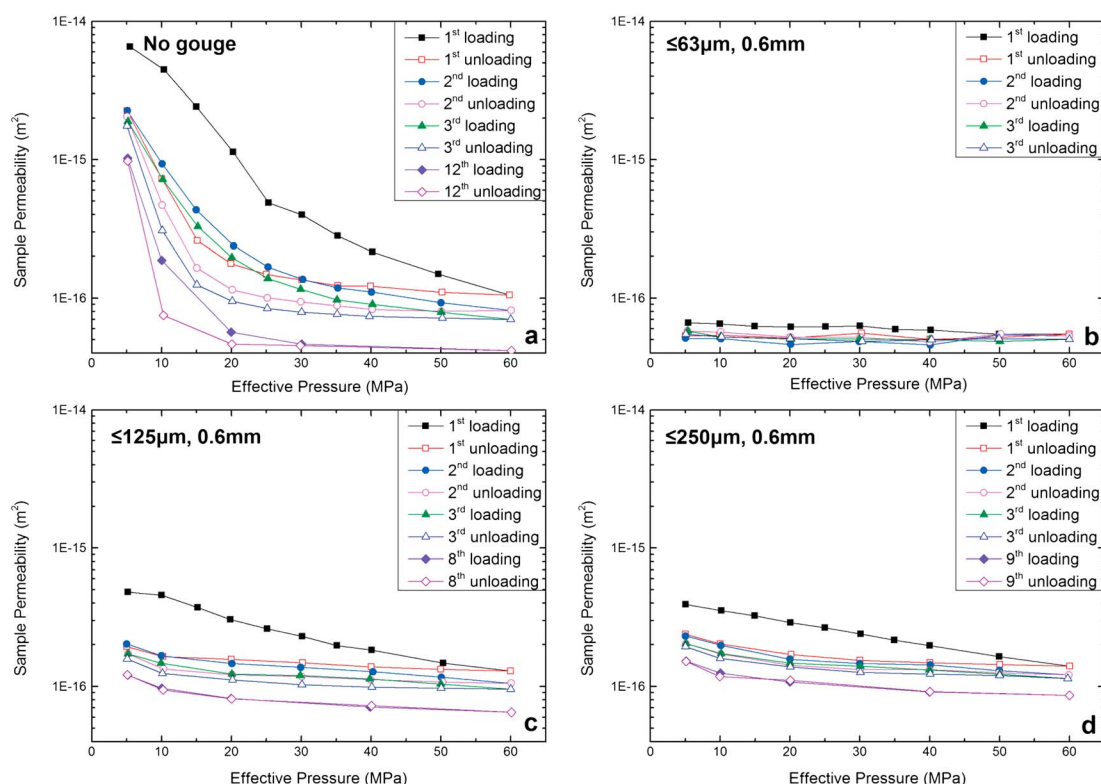 No gouge
1st loading
1st unloading
2nd loading
2nd unloading
3rd loading
3rd unloading
12th loading
12th unloading
1E-14
1E-15
1E-16
Sample Permeability (m²)
0 10 20 30 40 50 60
Effective Pressure (MPa)
a
≤63µm, 0.6mm
1st loading
1st unloading
2nd loading
2nd unloading
3rd loading
3rd unloading
1E-14
1E-15
1E-16
Sample Permeability (m²)
0 10 20 30 40 50 60
Effective Pressure (MPa)
b
≤125µm, 0.6mm
1st loading
1st unloading
2nd loading
2nd unloading
3rd loading
3rd unloading
8th loading
8th unloading
1E-14
1E-15
1E-16
Sample Permeability (m²)
0 10 20 30 40 50 60
Effective Pressure (MPa)
c
≤250µm, 0.6mm
1st loading
1st unloading
2nd loading
2nd unloading
3rd loading
3rd unloading
9th loading
9th unloading
1E-14
1E-15
1E-16
Sample Permeability (m²)
0 10 20 30 40 50 60
Effective Pressure (MPa)
d